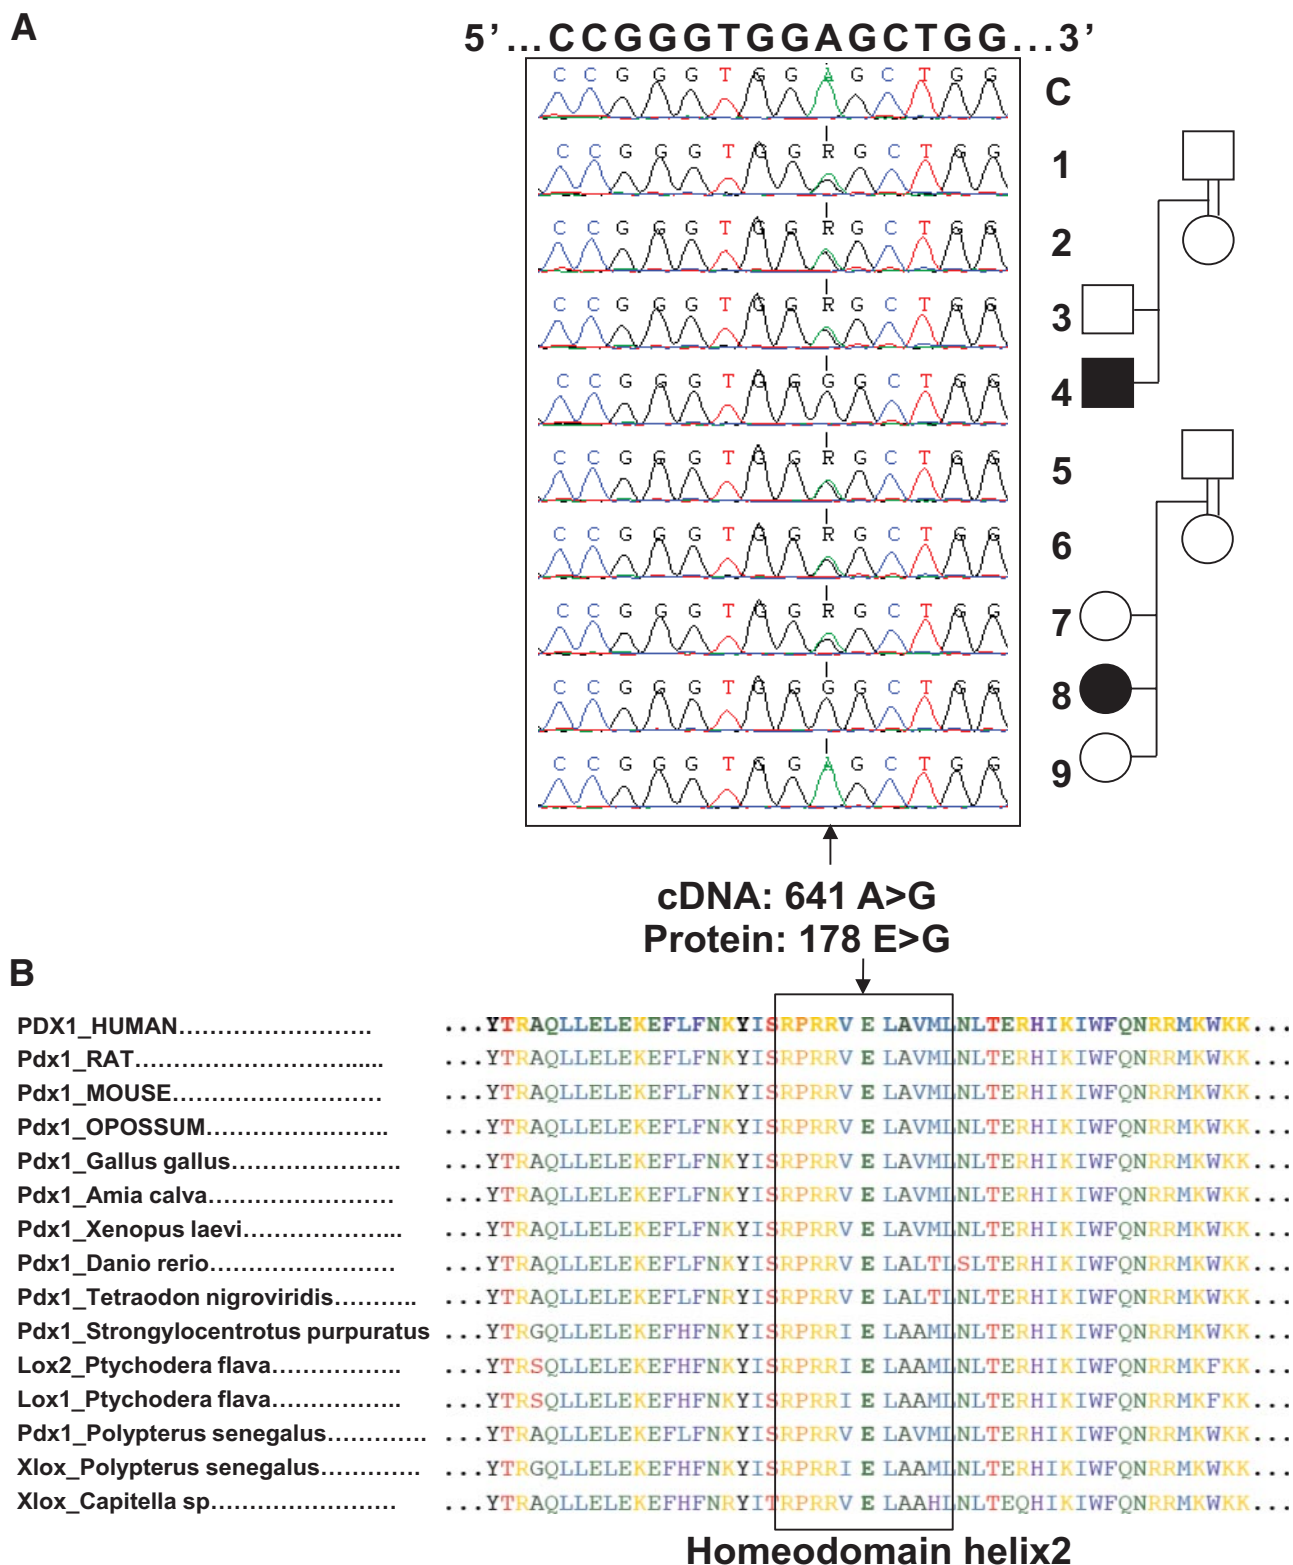 A
5’...CCGGGTGGAGCTGG...3’
C C G G G T G G A G C T G G
C
C C G G G T G G R G C T G G
1
C C G G G T G G R G C T G G
2
C C G G G T G G R G C T G G
3
C C G G G T G G G G C T G G
4
C C G G G T G G R G C T G G
5
C C G G G T G G R G C T G G
6
C C G G G T G G R G C T G G
7
C C G G G T G G G G C T G G
8
C C G G G T G G A G C T G G
9
cDNA: 641 A>G
Protein: 178 E>G
B
PDX1_HUMAN......................... ...YTRAQLLELEKEFLFNKYISRPRRV E LAVMLNLTERHIKIWFQNRRMKWKK...
Pdx1_RAT.............................. ...YTRAQLLELEKEFLFNKYISRPRRV E LAVMLNLTERHIKIWFQNRRMKWKK...
Pdx1_MOUSE........................... ...YTRAQLLELEKEFLFNKYISRPRRV E LAVMLNLTERHIKIWFQNRRMKWKK...
Pdx1_OPOSSUM........................ ...YTRAQLLELEKEFLFNKYISRPRRV E LAVMLNLTERHIKIWFQNRRMKWKK...
Pdx1_Gallus gallus...................... ...YTRAQLLELEKEFLFNKYISRPRRV E LAVMLNLTERHIKIWFQNRRMKWKK...
Pdx1_Amia calva........................ ...YTRAQLLELEKEFLFNKYISRPRRV E LAVMLNLTERHIKIWFQNRRMKWKK...
Pdx1_Xenopus laevi..................... ...YTRAQLLELEKEFLFNKYISRPRRV E LAVMLNLTERHIKIWFQNRRMKWKK...
Pdx1_Danio rerio........................ ...YTRAQLLELEKEFLFNKYISRPRRV E LALTLSLTERHIKIWFQNRRMKWKK...
Pdx1_Tetraodon nigroviridis........... ...YTRAQLLELEKEFLFNRYISRPRRV E LALTLNLTERHIKIWFQNRRMKWKK...
Pdx1_Strongylocentrotus purpuratus ...YTRGQLLELEKEFHFNKYISRPRRI E LAAMLNLTERHIKIWFQNRRMKWKK...
Lox2_Ptychodera flava................. ...YTRSQLLELEKEFHFNKYISRPRRI E LAAMLNLTERHIKIWFQNRRMKFKK...
Lox1_Ptychodera flava................. ...YTRSQLLELEKEFHFNKYISRPRRI E LAAMLNLTERHIKIWFQNRRMKFKK...
Pdx1_Polypterus senegalus............. ...YTRAQLLELEKEFLFNKYISRPRRV E LAVMLNLTERHIKIWFQNRRMKWKK...
Xlox_Polypterus senegalus............. ...YTRGQLLELEKEFHFNKYISRPRRI E LAAMLNLTERHIKIWFQNRRMKWKK...
Xlox_Capitella sp........................ ...YTRAQLLELEKEFHFNRYITRPRRV E LAAHLNLTEQHIKIWFQNRRMKWKK...
Homeodomain helix2